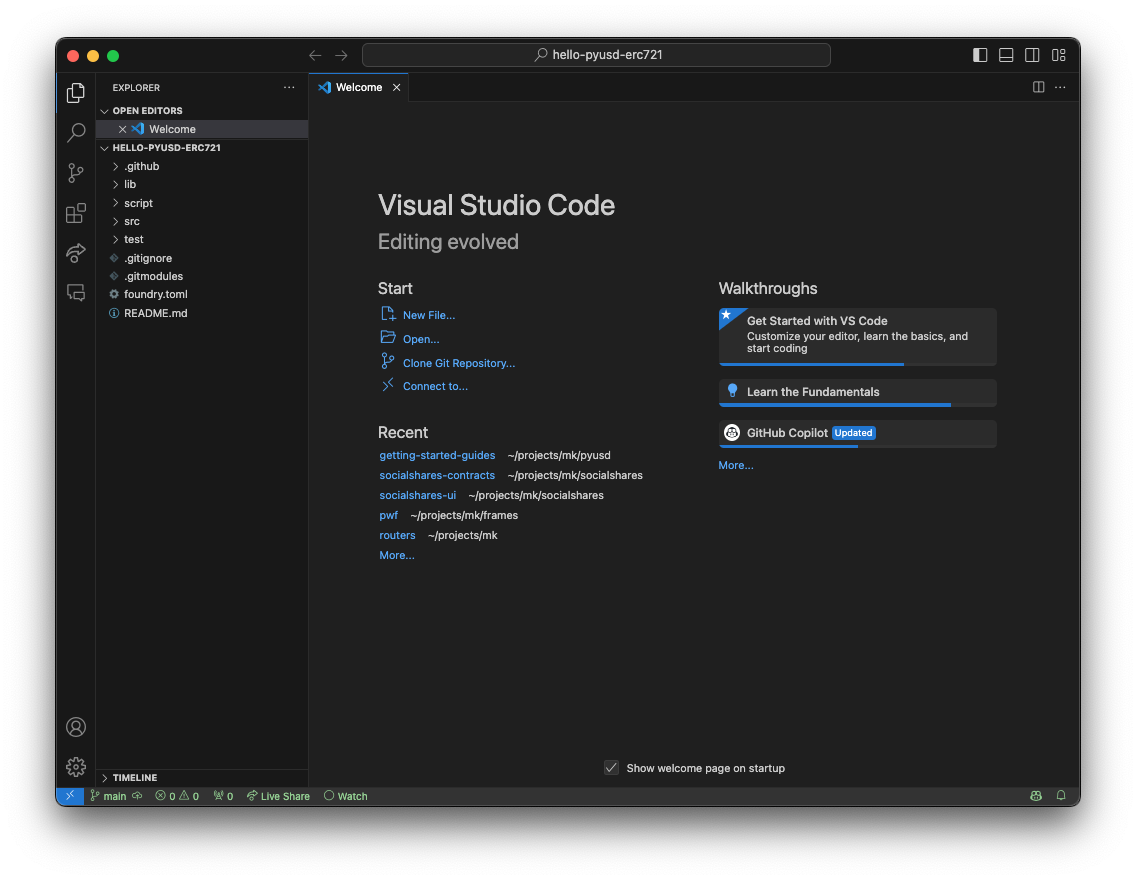 hello-pyusd-erc721
EXPLORER
OPEN EDITORS
Welcome
HELLO-PYUSD-ERC721
.github
lib
script
src
test
.gitignore
.gitmodules
foundry.toml
README.md
TIMELINE
Welcome
Visual Studio Code
Editing evolved
Start
New File...
Open...
Clone Git Repository...
Connect to...
Recent
getting-started-guides ~/projects/mk/pyusd
socialshares-contracts ~/projects/mk/socialshares
socialshares-ui ~/projects/mk/socialshares
pwf ~/projects/mk/frames
routers ~/projects/mk
More...
Walkthroughs
Get Started with VS Code
Customize your editor, learn the basics, and
start coding
Learn the Fundamentals
GitHub Copilot Updated
More...
Show welcome page on startup
main 0 0 0 Live Share Watch